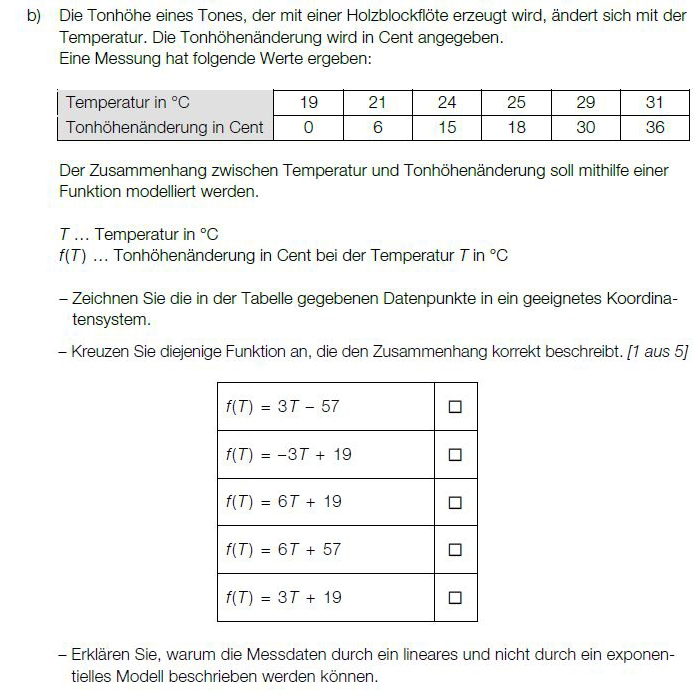 b) Die Tonhöhe eines Tones, der mit einer Holzblockflöte erzeugt wird, ändert sich mit der
Temperatur. Die Tonhöhenänderung wird in Cent angegeben.
Eine Messung hat folgende Werte ergeben:
Temperatur in °C 19 21 24 25 29 31
Tonhöhenänderung in Cent 0 6 15 18 30 36
Der Zusammenhang zwischen Temperatur und Tonhöhenänderung soll mithilfe einer
Funktion modelliert werden.
T … Temperatur in °C
f(T) … Tonhöhenänderung in Cent bei der Temperatur T in °C
– Zeichnen Sie die in der Tabelle gegebenen Datenpunkte in ein geeignetes Koordina-
tensystem.
– Kreuzen Sie diejenige Funktion an, die den Zusammenhang korrekt beschreibt. [1 aus 5]
f(T) = 3T – 57 ☐
f(T) = –3T + 19 ☐
f(T) = 6T + 19 ☐
f(T) = 6T + 57 ☐
f(T) = 3T + 19 ☐
– Erklären Sie, warum die Messdaten durch ein lineares und nicht durch ein exponen-
tielles Modell beschrieben werden können.